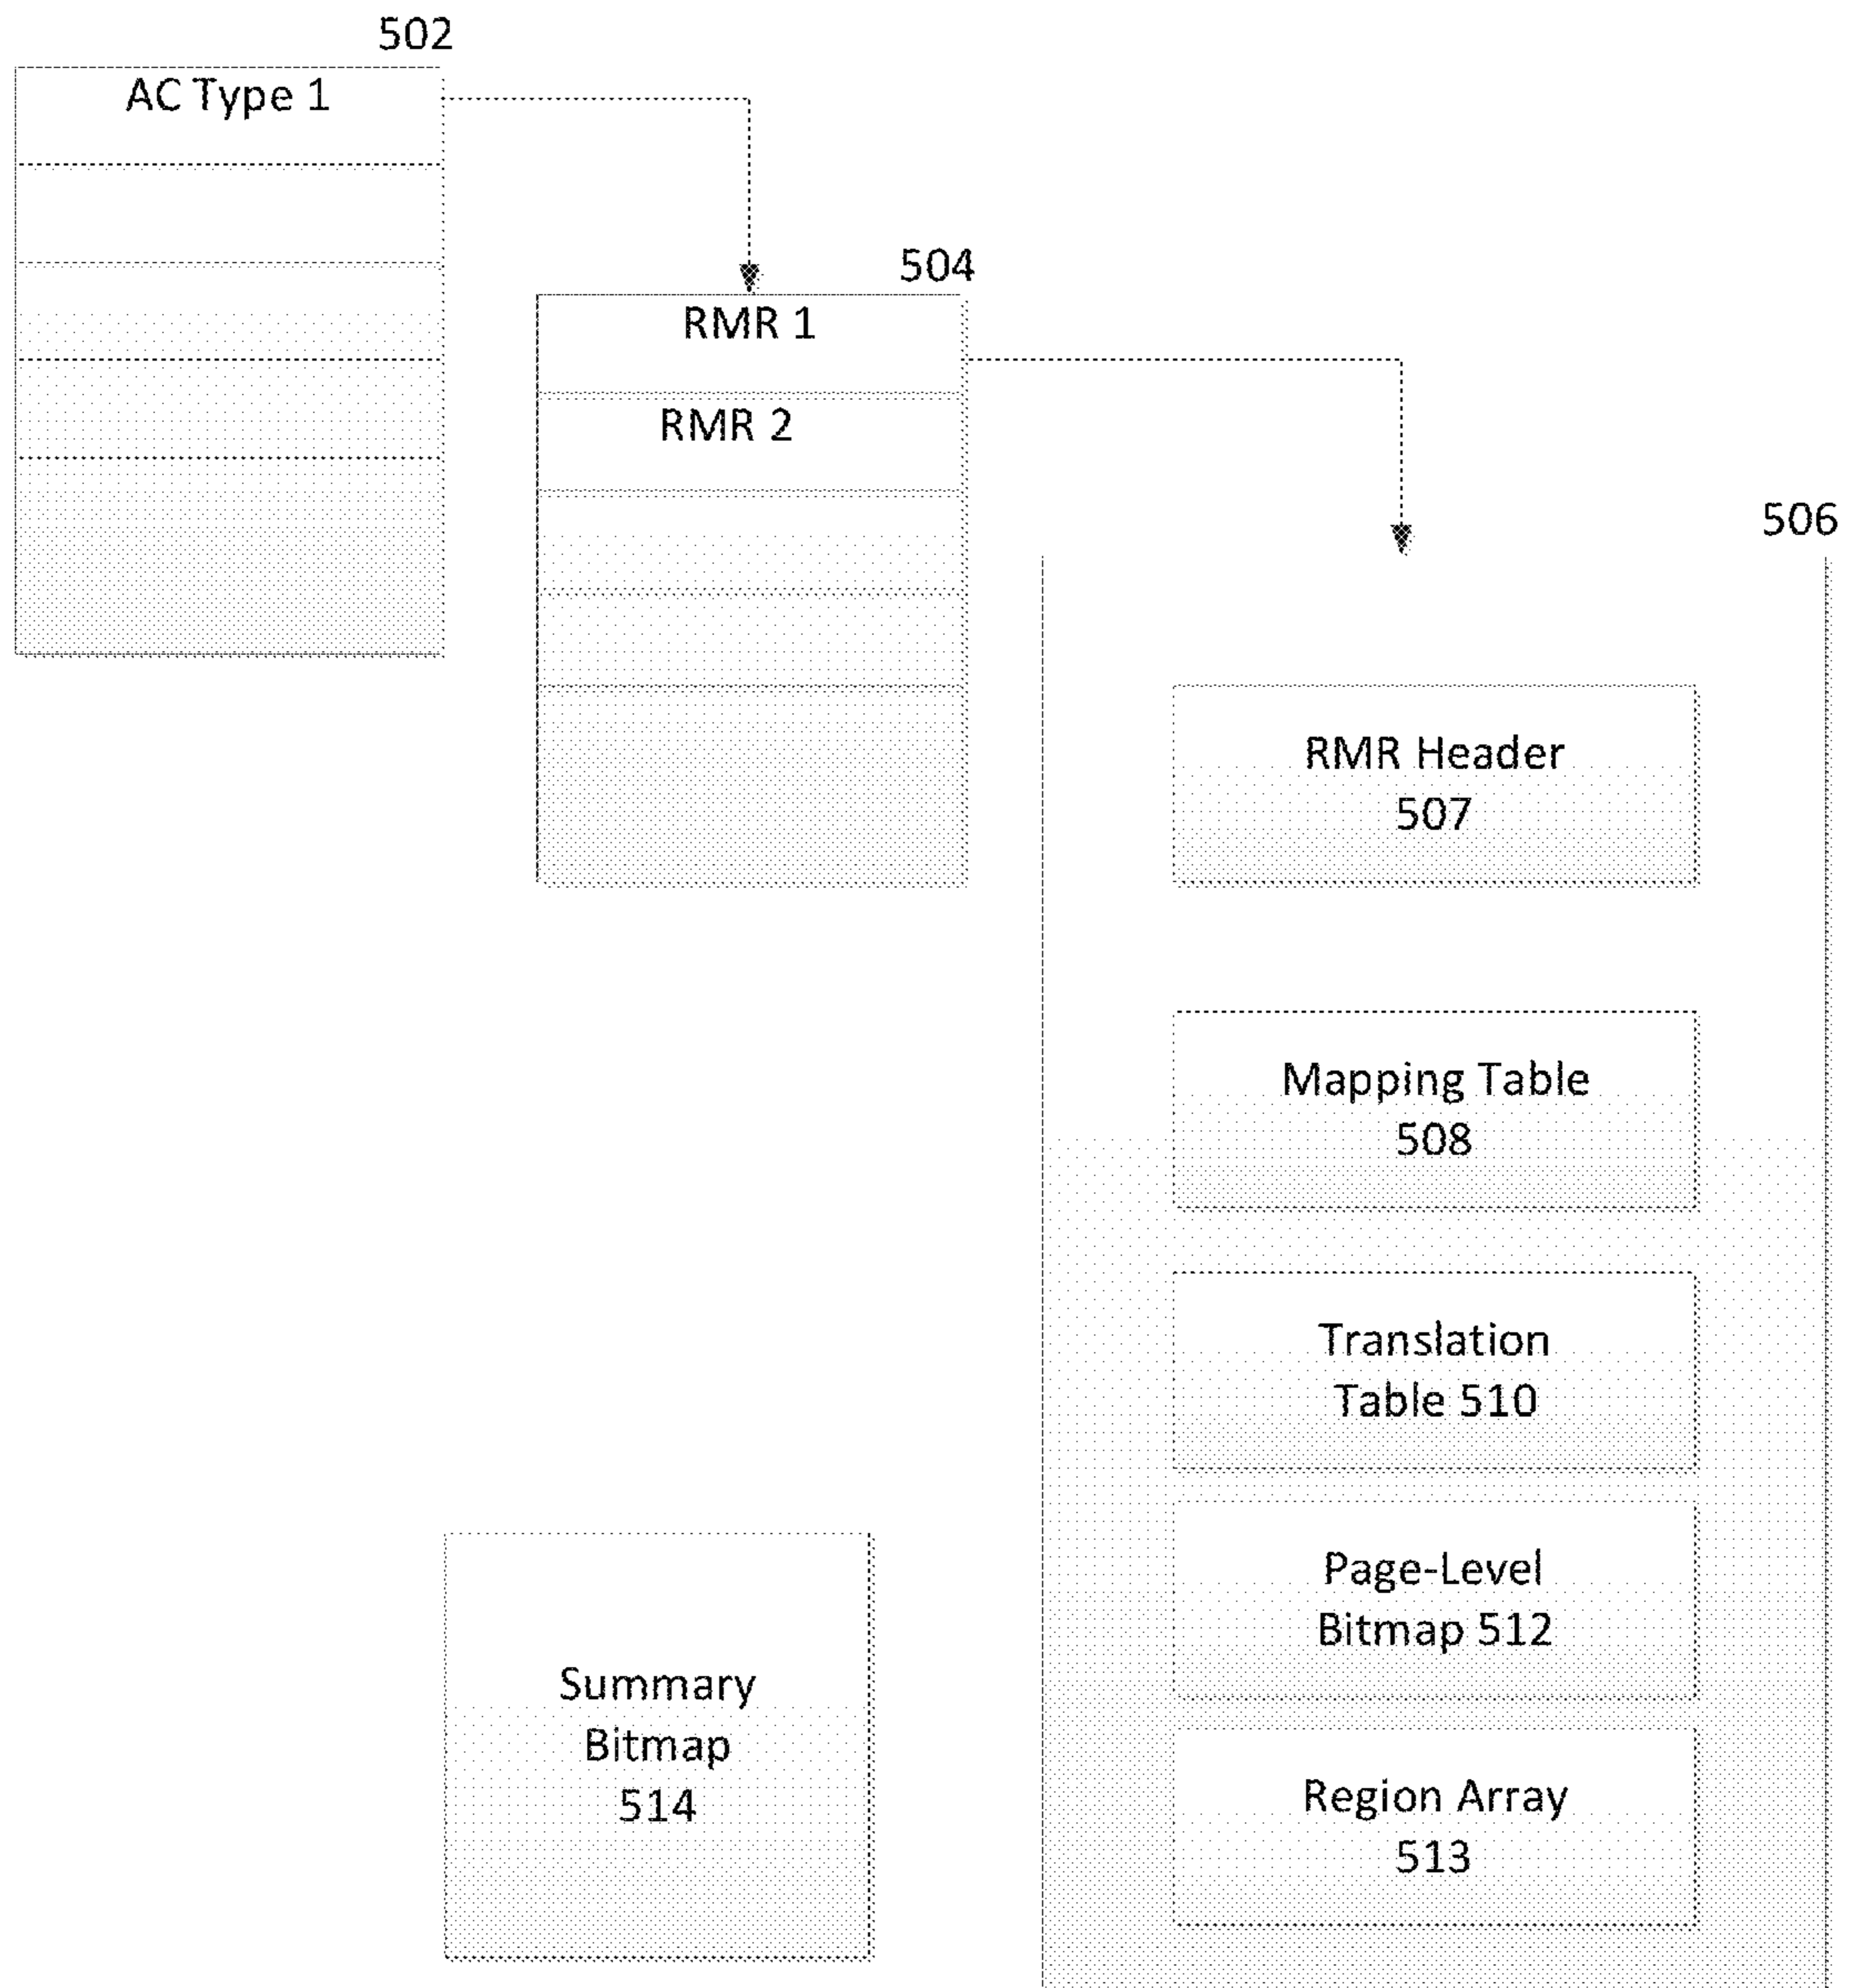 502
AC Type 1
504
RMR 1
RMR 2
506
RMR Header
507
Mapping Table
508
Translation
Table 510
Page-Level
Bitmap 512
Summary
Bitmap
514
Region Array
513